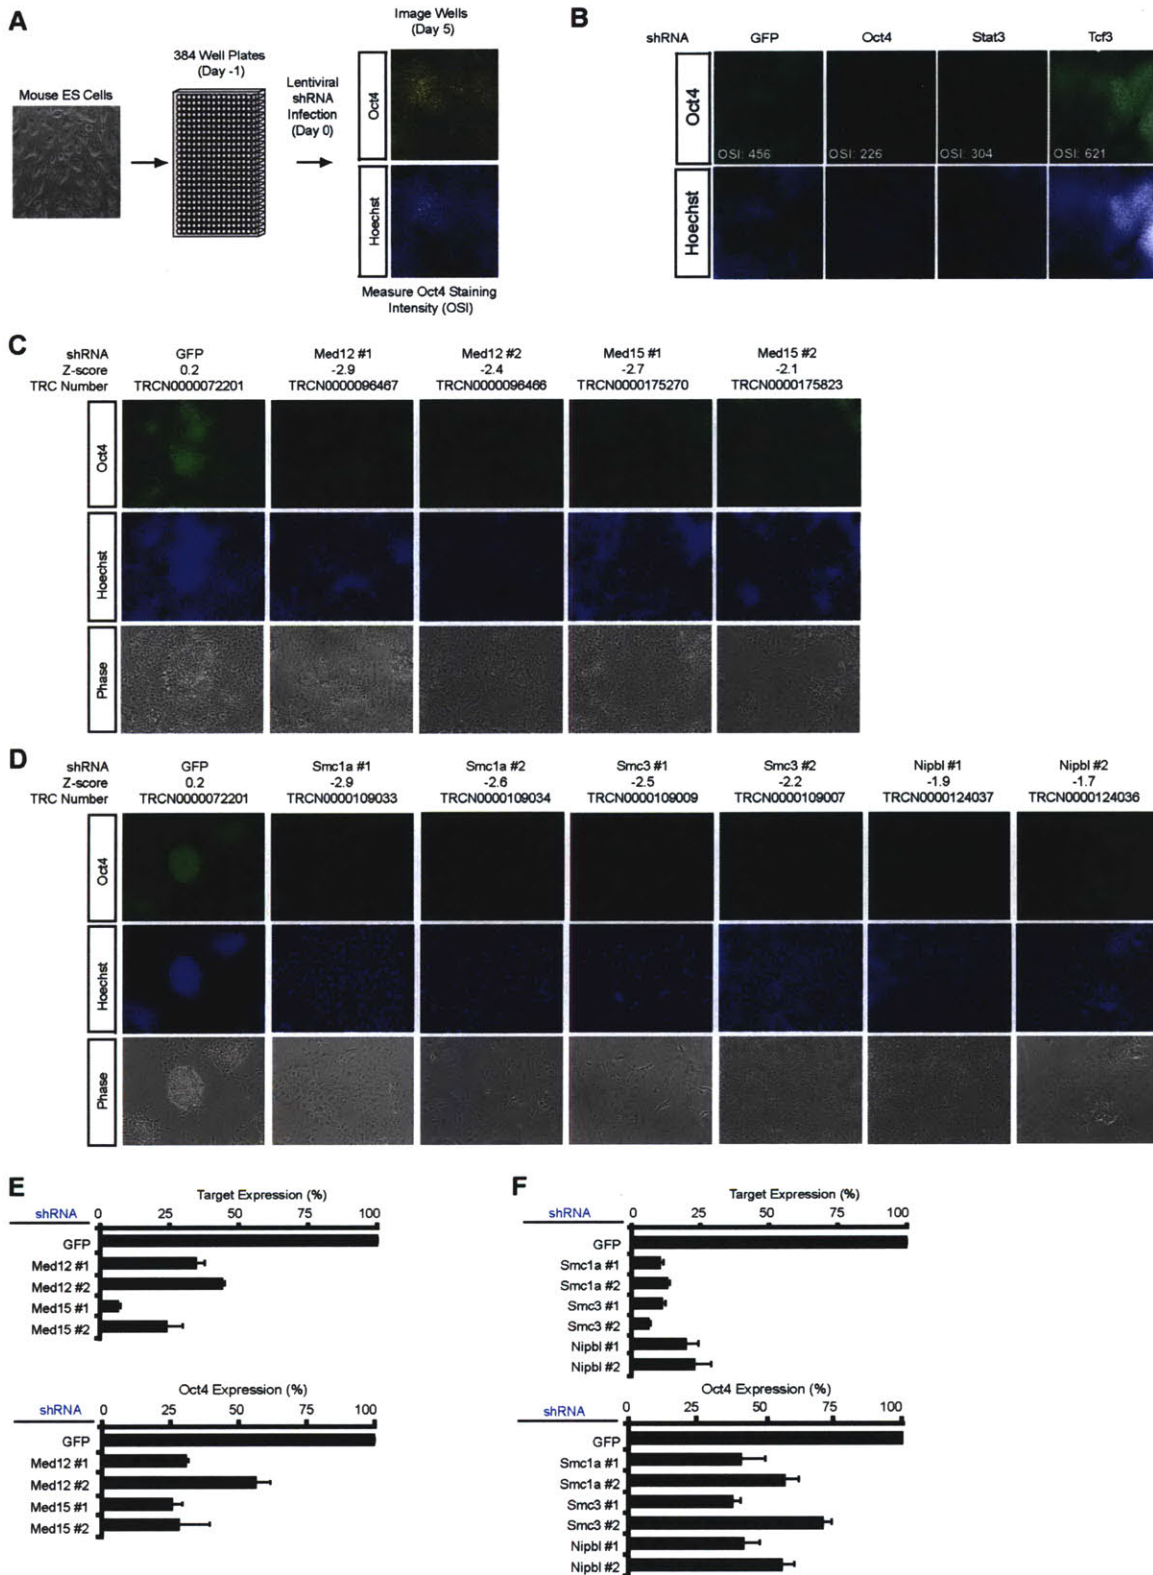 A
Mouse ES Cells
384 Well Plates
(Day -1)
Lentiviral
shRNA
Infection
(Day 0)
Image Wells
(Day 5)
Oct4
Hoechst
Measure Oct4 Staining
Intensity (OSI)
B
shRNA GFP Oct4 Stat3 Tcf3
Oct4
OSI: 456 OSI: 226 OSI: 304 OSI: 621
Hoechst
C
shRNA GFP Med12 #1 Med12 #2 Med15 #1 Med15 #2
Z-score 0.2 -2.9 -2.4 -2.7 -2.1
TRC Number TRCN0000072201 TRCN0000096467 TRCN0000096466 TRCN0000175270 TRCN0000175823
Oct4
Hoechst
Phase
D
shRNA GFP Smc1a #1 Smc1a #2 Smc3 #1 Smc3 #2 Nipbl #1 Nipbl #2
Z-score 0.2 -2.9 -2.6 -2.5 -2.2 -1.9 -1.7
TRC Number TRCN0000072201 TRCN0000109033 TRCN0000109034 TRCN0000109009 TRCN0000109007 TRCN0000124037 TRCN0000124036
Oct4
Hoechst
Phase
E
Target Expression (%)
shRNA 0 25 50 75 100
GFP
Med12 #1
Med12 #2
Med15 #1
Med15 #2
Oct4 Expression (%)
shRNA 0 25 50 75 100
GFP
Med12 #1
Med12 #2
Med15 #1
Med15 #2
F
Target Expression (%)
shRNA 0 25 50 75 100
GFP
Smc1a #1
Smc1a #2
Smc3 #1
Smc3 #2
Nipbl #1
Nipbl #2
Oct4 Expression (%)
shRNA 0 25 50 75 100
GFP
Smc1a #1
Smc1a #2
Smc3 #1
Smc3 #2
Nipbl #1
Nipbl #2